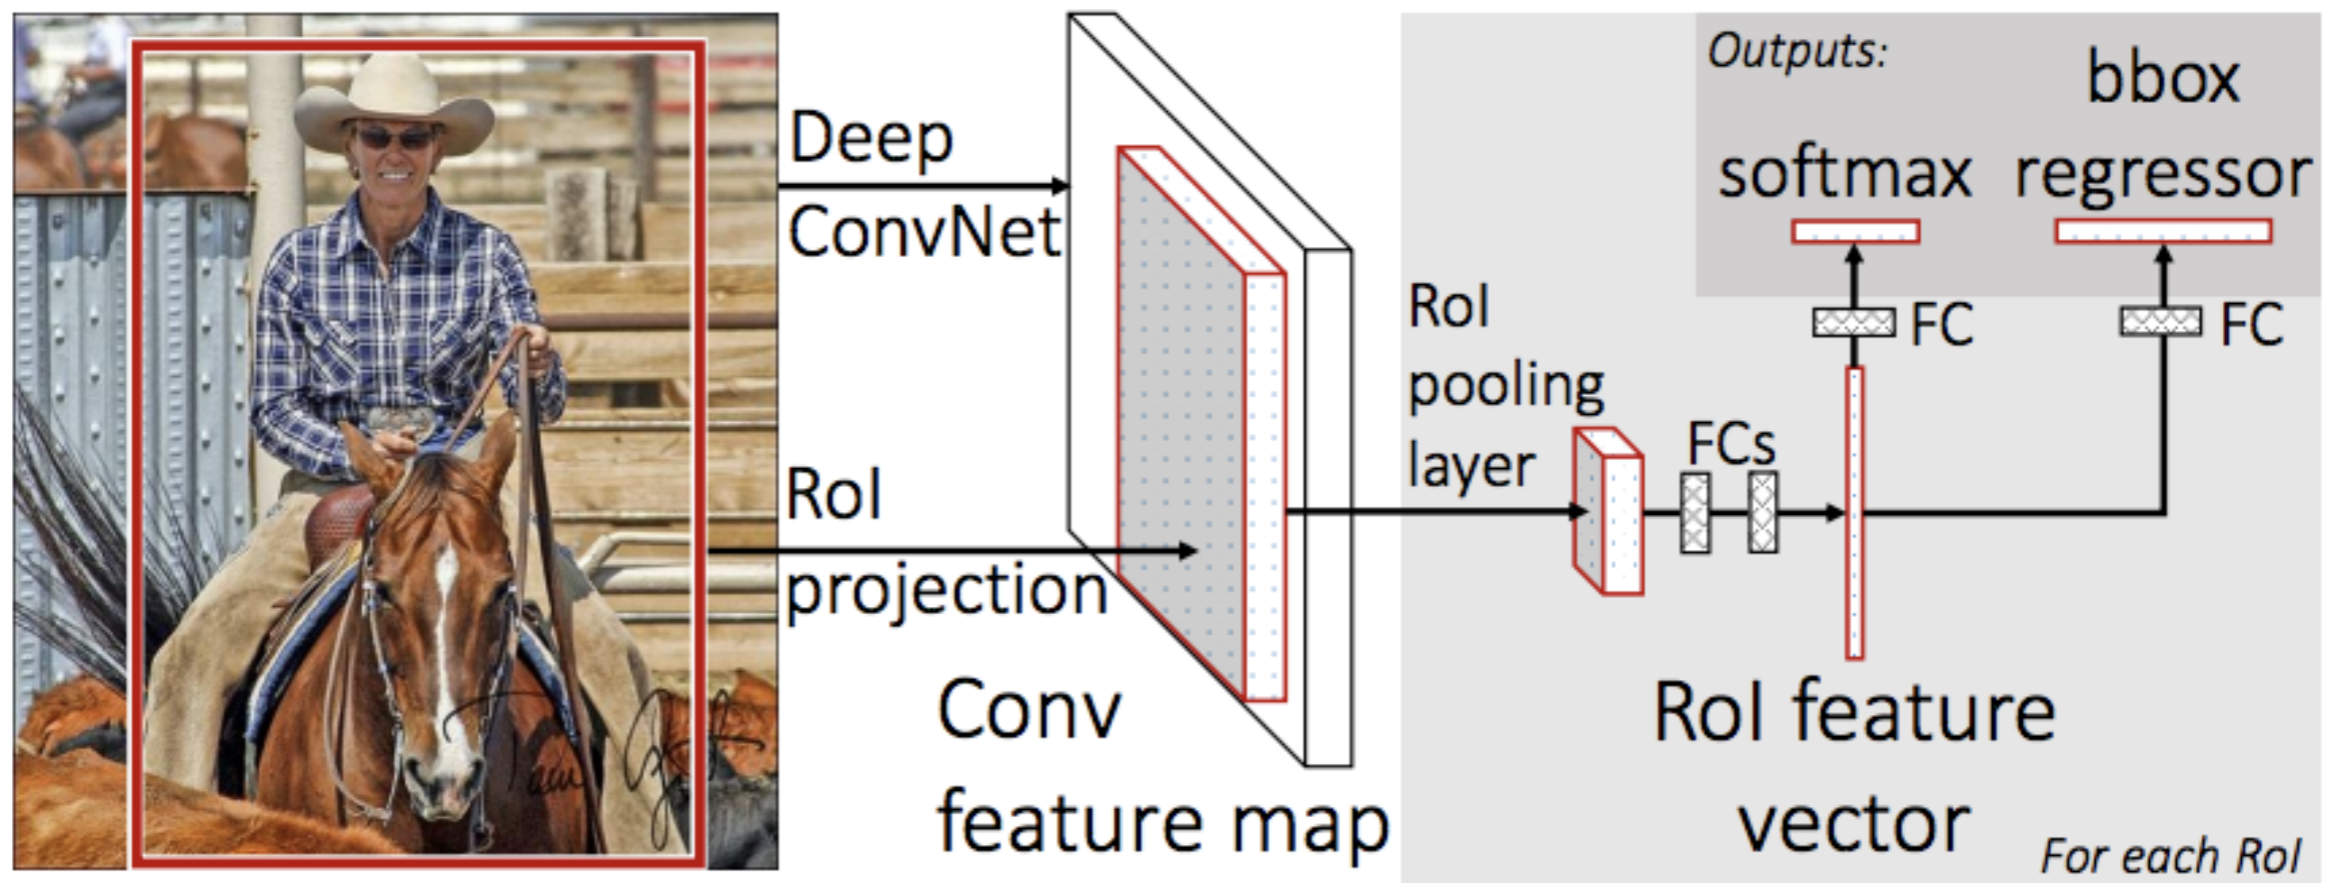 Deep
ConvNet
RoI
projection
Conv
feature map
RoI
pooling
layer
FCs
RoI feature
vector
For each RoI
Outputs:
softmax
bbox
regressor
FC
FC